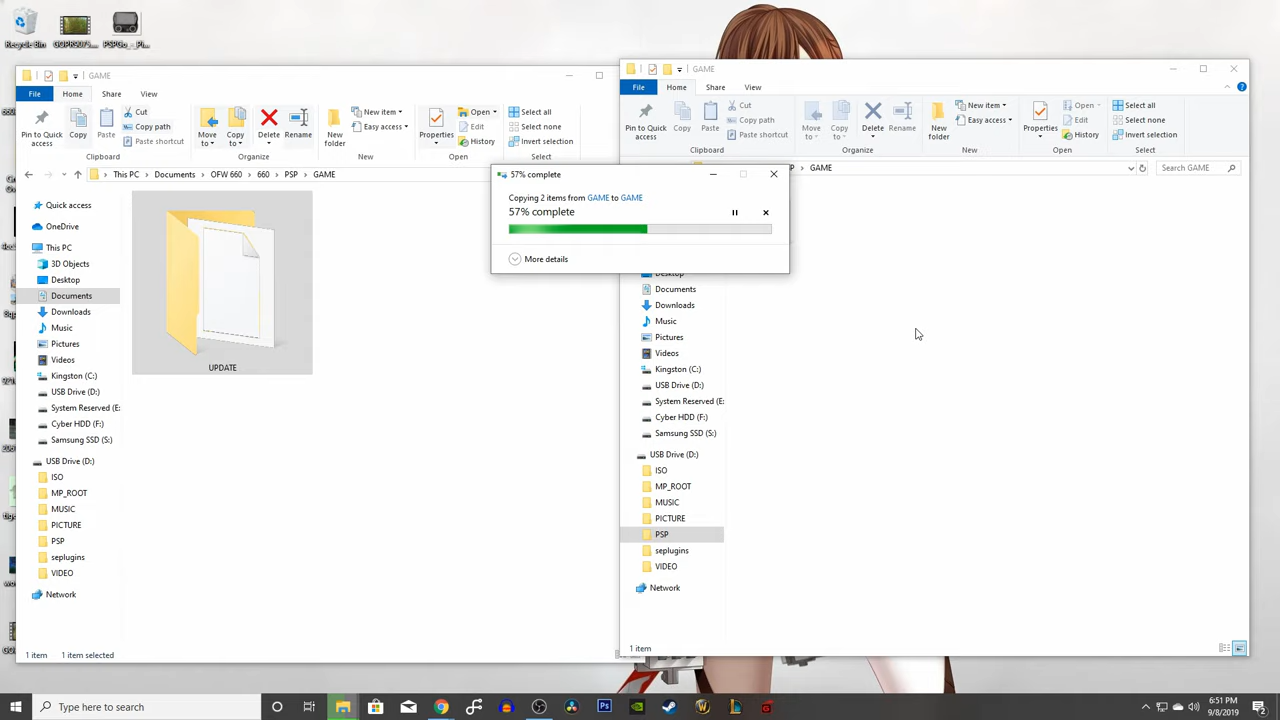 Recycle Bin
GOPR9075....
PSPGo_-_Pi...
GAME
File
Home
Share
View
Pin to Quick access
Copy
Paste
Cut
Copy path
Paste shortcut
Clipboard
Move to
Copy to
Delete
Rename
Organize
New folder
New item
Easy access
New
Properties
Open
Edit
History
Open
Select all
Select none
Invert selection
Select
This PC > Documents > OFW 660 > 660 > PSP > GAME
Quick access
OneDrive
This PC
3D Objects
Desktop
Documents
Downloads
Music
Pictures
Videos
Kingston (C:)
USB Drive (D:)
System Reserved (E:
Cyber HDD (F:)
Samsung SSD (S:)
USB Drive (D:)
ISO
MP_ROOT
MUSIC
PICTURE
PSP
seplugins
VIDEO
Network
UPDATE
1 item
1 item selected
GAME
File
Home
Share
View
Pin to Quick access
Copy
Paste
Cut
Copy path
Paste shortcut
Clipboard
Move to
Copy to
Delete
Rename
Organize
New folder
New item
Easy access
New
Properties
Open
Edit
History
Open
Select all
Select none
Invert selection
Select
> GAME
Search GAME
57% complete
Copying 2 items from GAME to GAME
57% complete
More details
Desktop
Documents
Downloads
Music
Pictures
Videos
Kingston (C:)
USB Drive (D:)
System Reserved (E:
Cyber HDD (F:)
Samsung SSD (S:)
USB Drive (D:)
ISO
MP_ROOT
MUSIC
PICTURE
PSP
seplugins
VIDEO
Network
1 item
Type here to search
6:51 PM
9/8/2019